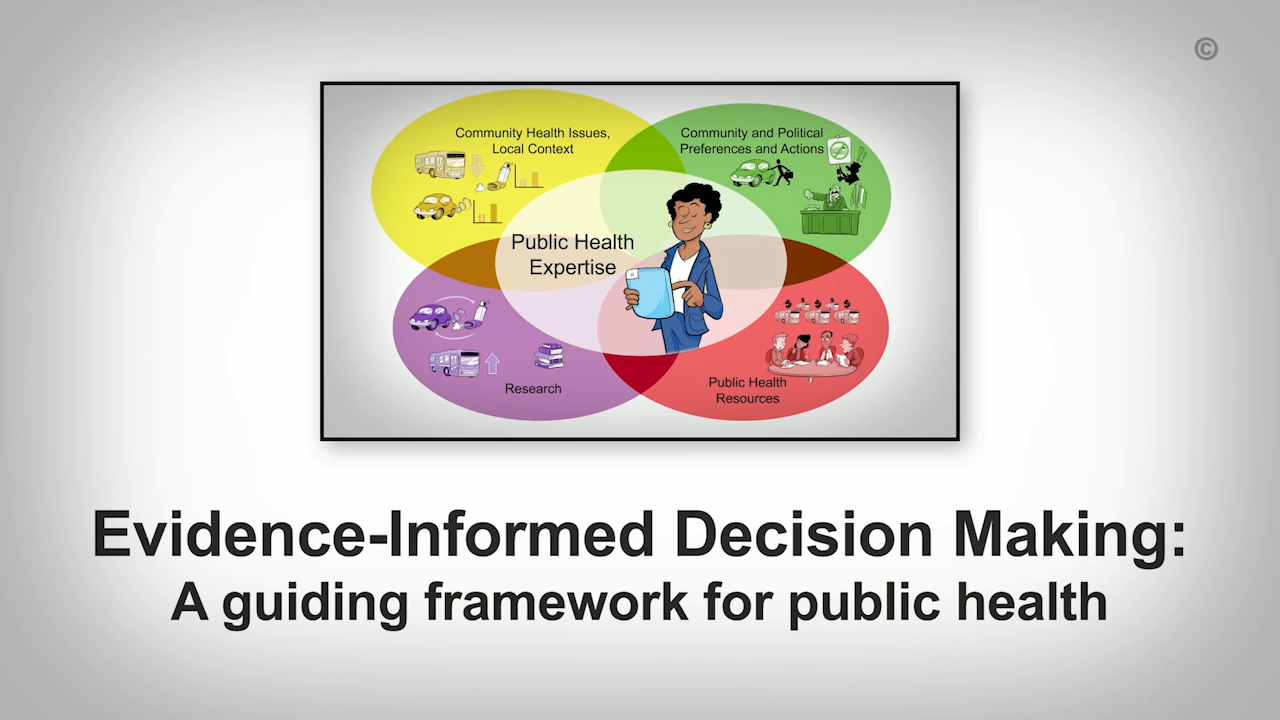 ©
Community Health Issues,
Local Context
Community and Political
Preferences and Actions
Public Health
Expertise
Research
Public Health
Resources
Evidence-Informed Decision Making:
A guiding framework for public health